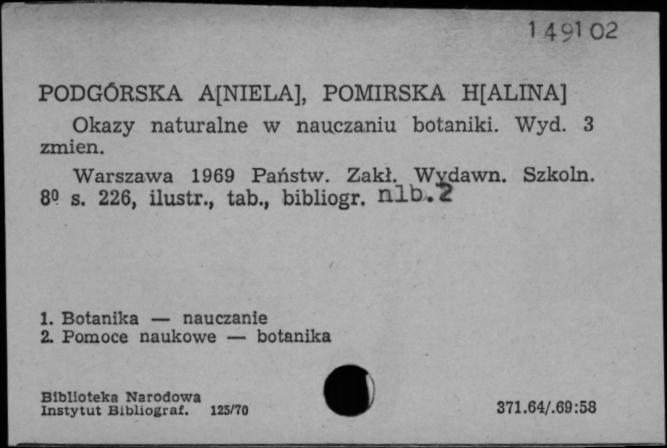 149102
PODGÓRSKA A[NIELA], POMIRSKA H[ALINA]
Okazy naturalne w nauczaniu botaniki. Wyd. 3
zmien.
Warszawa 1969 Państw. Zakł. Wydawn. Szkoln.
8⁰ s. 226, ilustr., tab., bibliogr. nlb.2
1. Botanika — nauczanie
2. Pomoce naukowe — botanika
Biblioteka Narodowa
Instytut Bibliograf. 125/70
371.64/.69:58